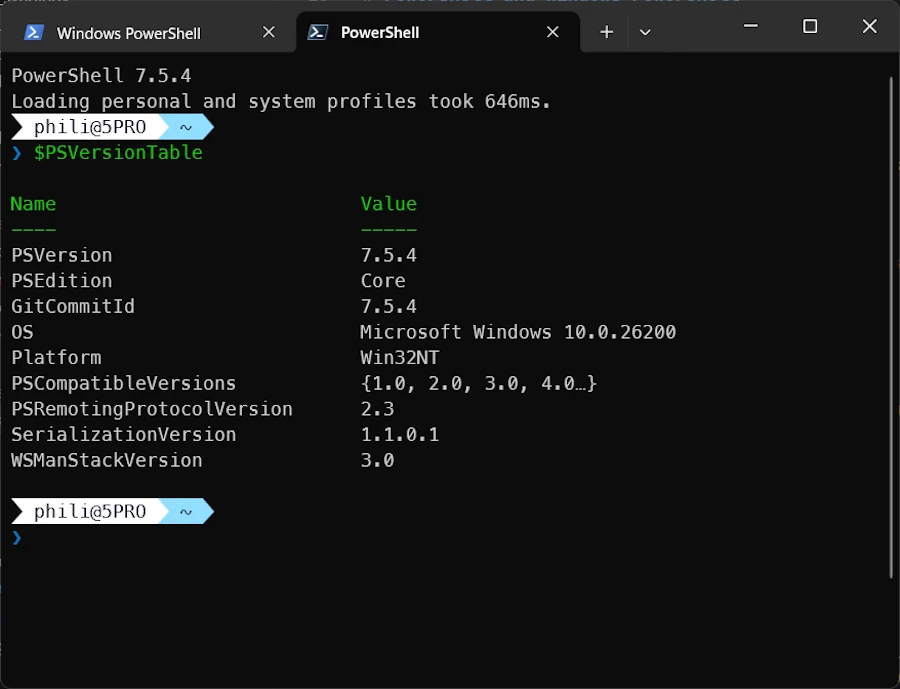 Windows PowerShell
PowerShell
PowerShell 7.5.4
Loading personal and system profiles took 646ms.
phili@5PRO ~
❯ $PSVersionTable
Name Value
---- -----
PSVersion 7.5.4
PSEdition Core
GitCommitId 7.5.4
OS Microsoft Windows 10.0.26200
Platform Win32NT
PSCompatibleVersions {1.0, 2.0, 3.0, 4.0…}
PSRemotingProtocolVersion 2.3
SerializationVersion 1.1.0.1
WSManStackVersion 3.0
phili@5PRO ~
❯